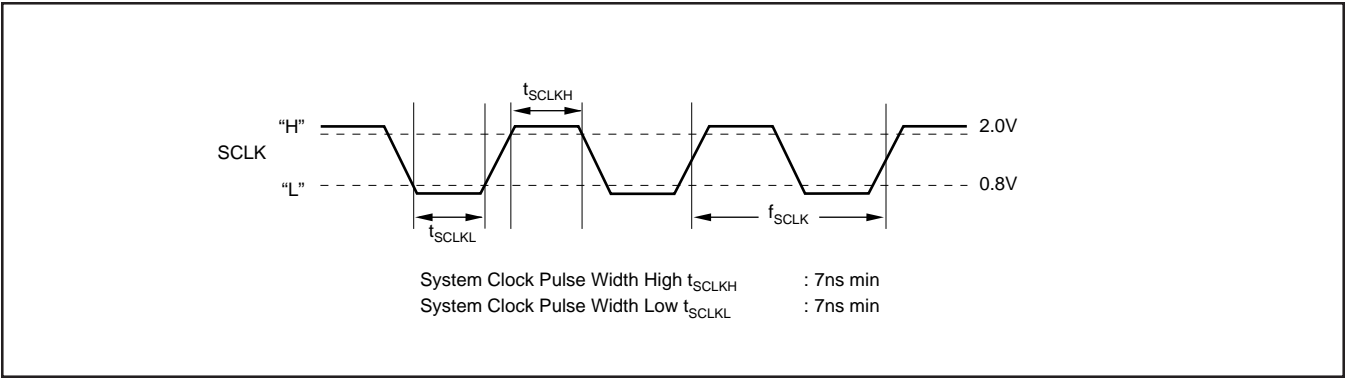 tSCLKH
“H” 2.0V
SCLK
“L” 0.8V
fSCLK
tSCLKL
System Clock Pulse Width High tSCLKH : 7ns min
System Clock Pulse Width Low tSCLKL : 7ns min